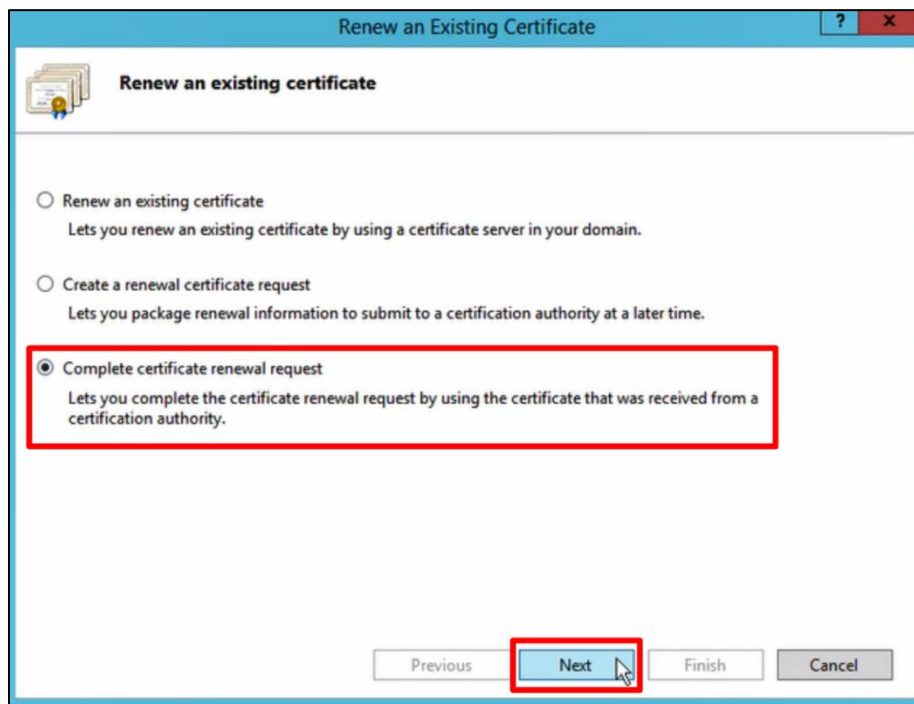 Renew an Existing Certificate
? x
Renew an existing certificate
Renew an existing certificate
Lets you renew an existing certificate by using a certificate server in your domain.
Create a renewal certificate request
Lets you package renewal information to submit to a certification authority at a later time.
Complete certificate renewal request
Lets you complete the certificate renewal request by using the certificate that was received from a
certification authority.
Previous Next Finish Cancel